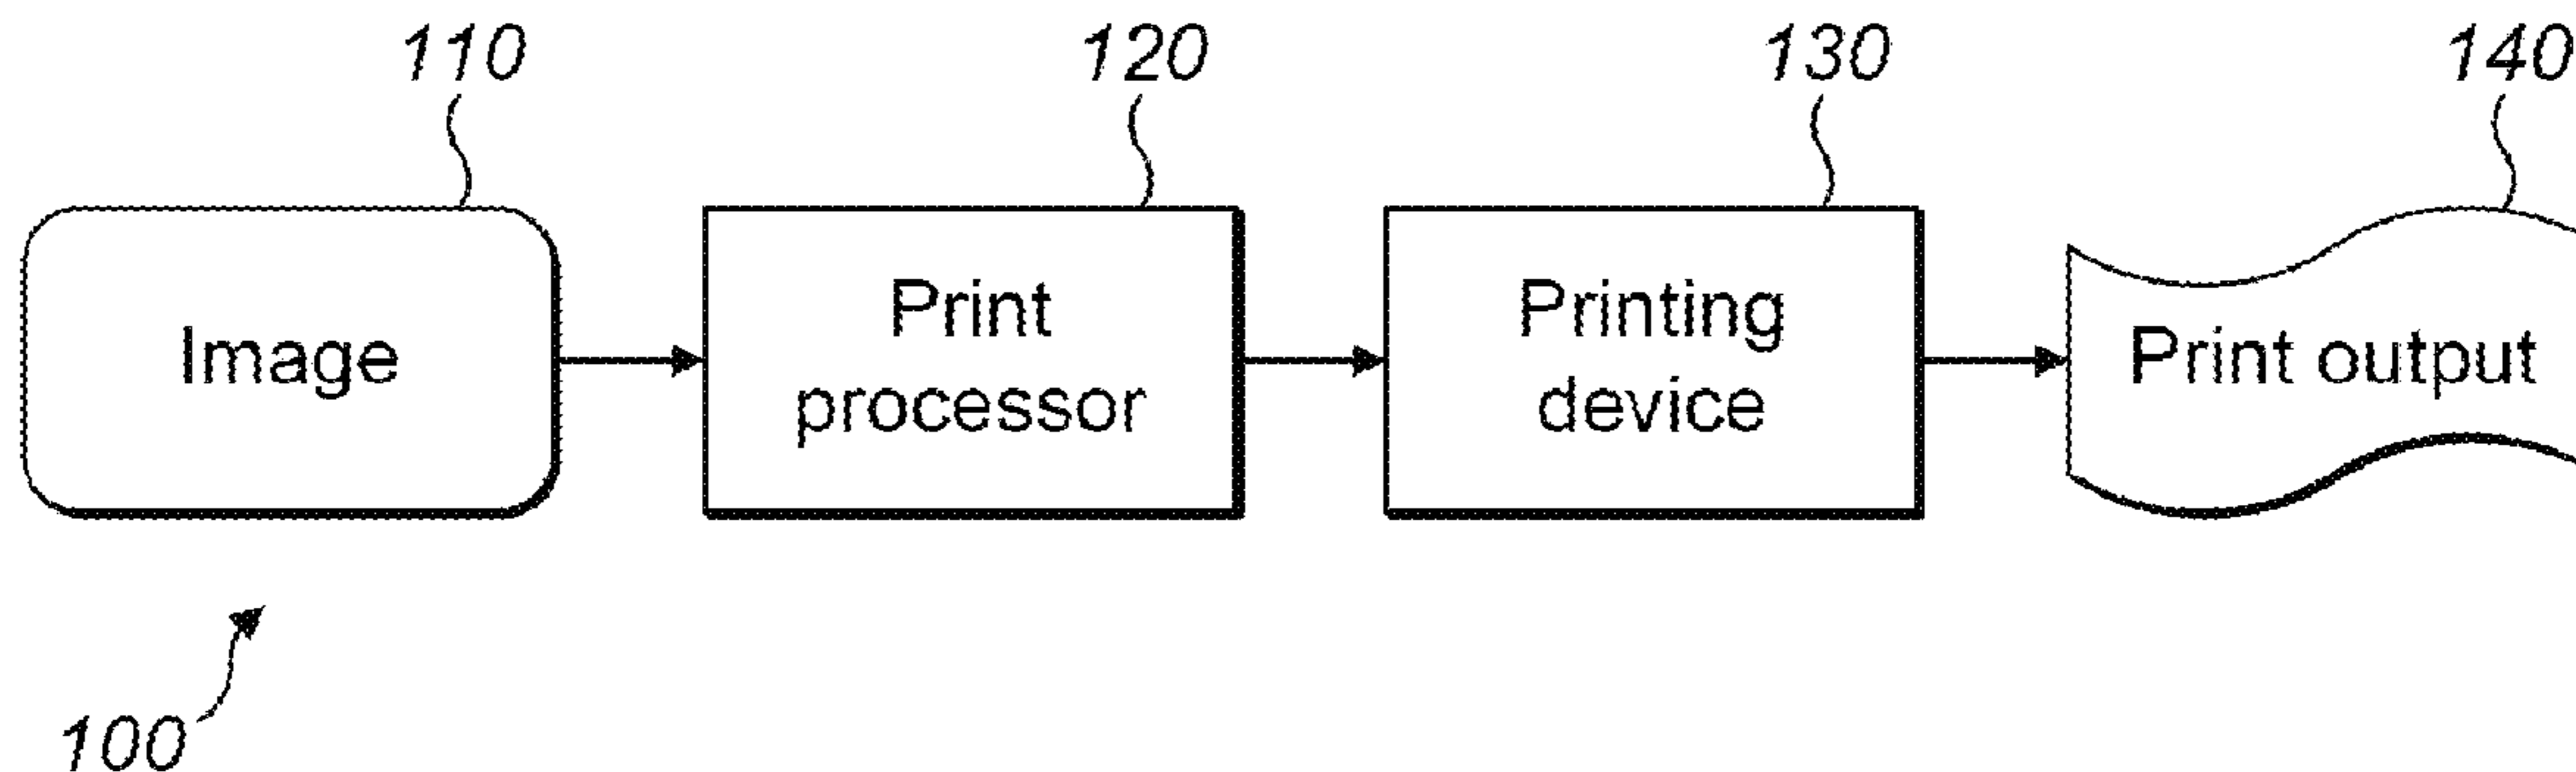 110
120
130
140
Image
Print
processor
Printing
device
Print output
100